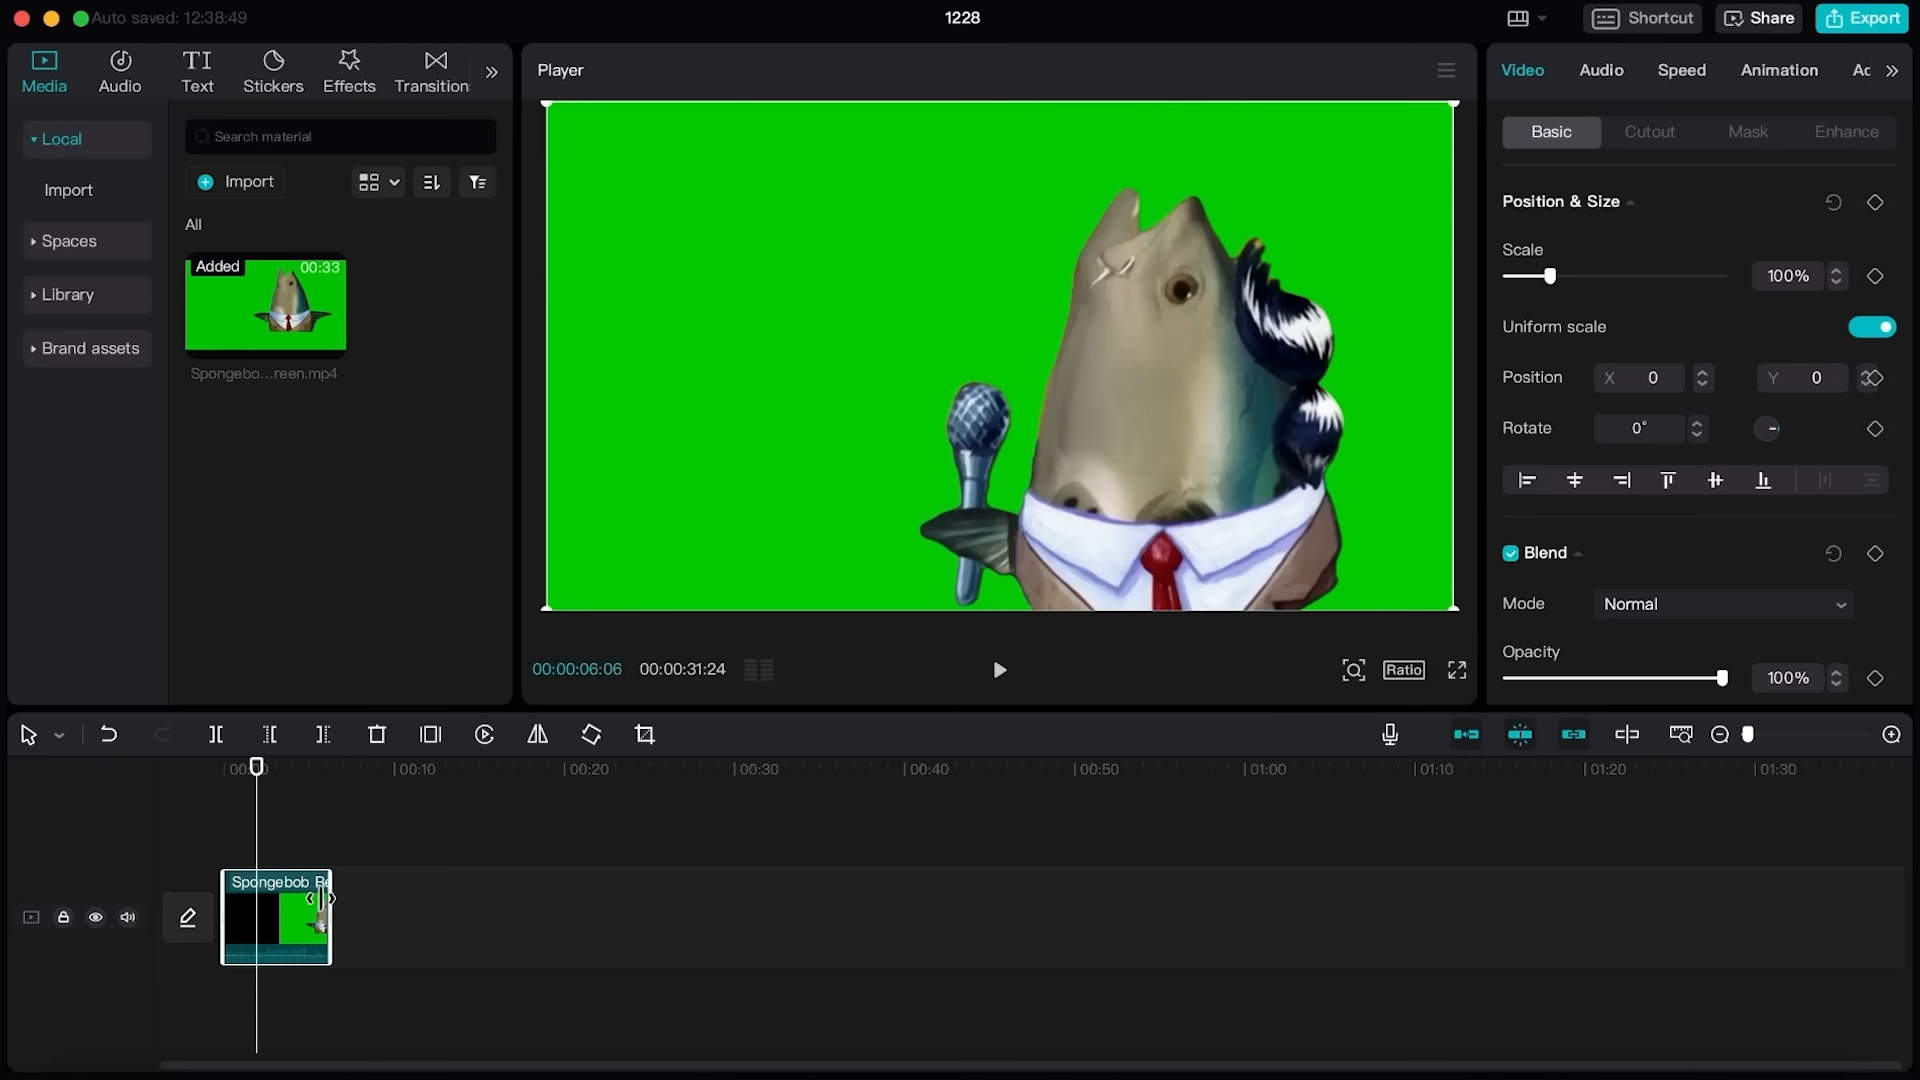 Auto saved: 12:38:49
1228
Shortcut
Share
Export
Media
Audio
TI
Text
Stickers
Effects
Transition
Player
Video
Audio
Speed
Animation
Local
Import
Spaces
Library
Brand assets
Search material
Import
All
Added
00:33
Spongebo...reen.mp4
Basic
Cutout
Mask
Enhance
Position & Size
Scale
100%
Uniform scale
Position
X 0
Y 0
Rotate
0°
Blend
Mode
Normal
Opacity
100%
00:00:06:06
00:00:31:24
Ratio
00:10
00:20
00:30
00:40
00:50
01:00
01:10
01:20
01:30
Spongebob